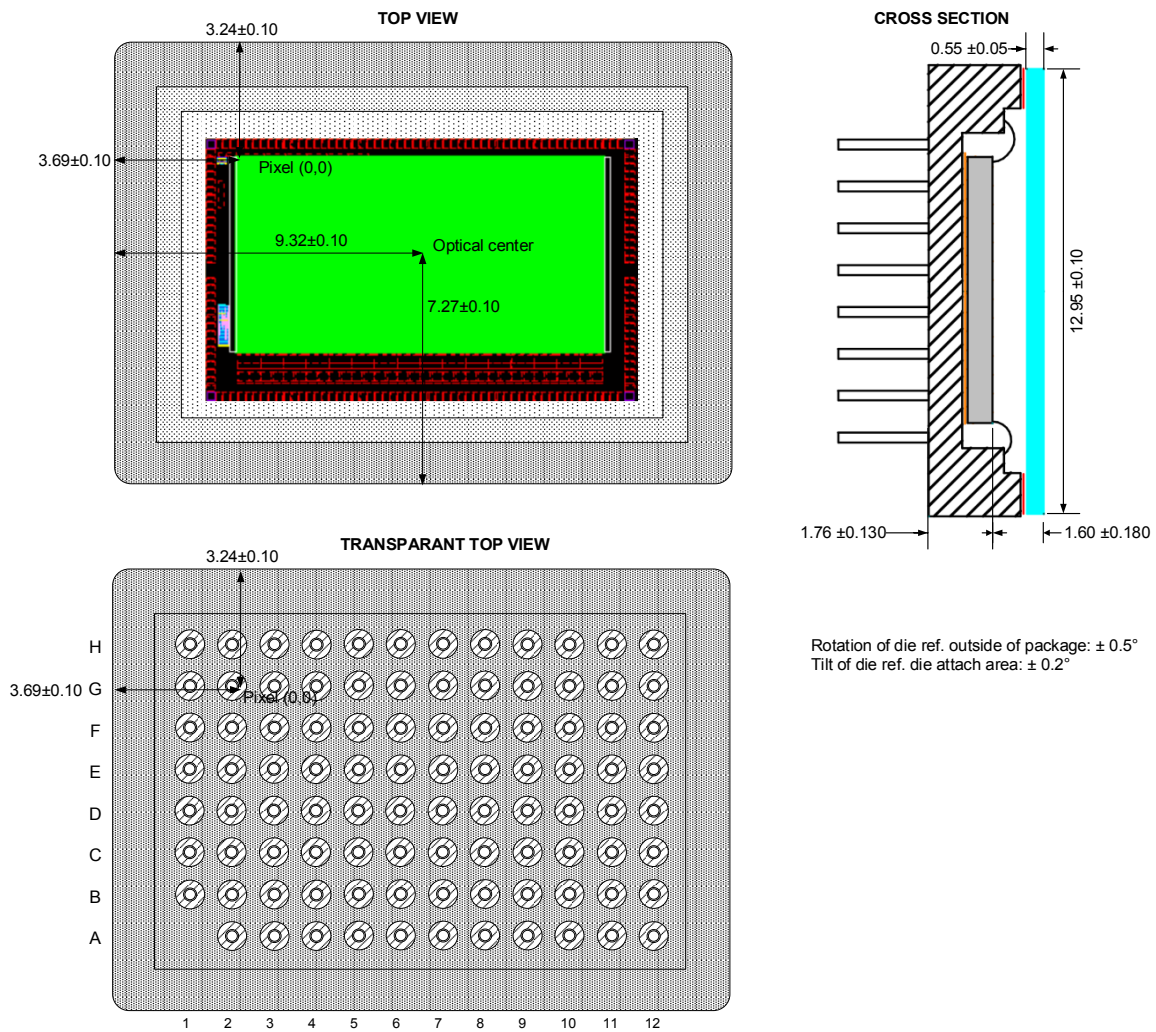 TOP VIEW
3.24±0.10
3.69±0.10
Pixel (0,0)
9.32±0.10
Optical center
7.27±0.10
CROSS SECTION
0.55 ±0.05
12.95 ±0.10
1.76 ±0.130
1.60 ±0.180
TRANSPARANT TOP VIEW
3.24±0.10
H
3.69±0.10
G
Pixel (0,0)
F
E
D
C
B
A
1 2 3 4 5 6 7 8 9 10 11 12
Rotation of die ref. outside of package: ± 0.5°
Tilt of die ref. die attach area: ± 0.2°